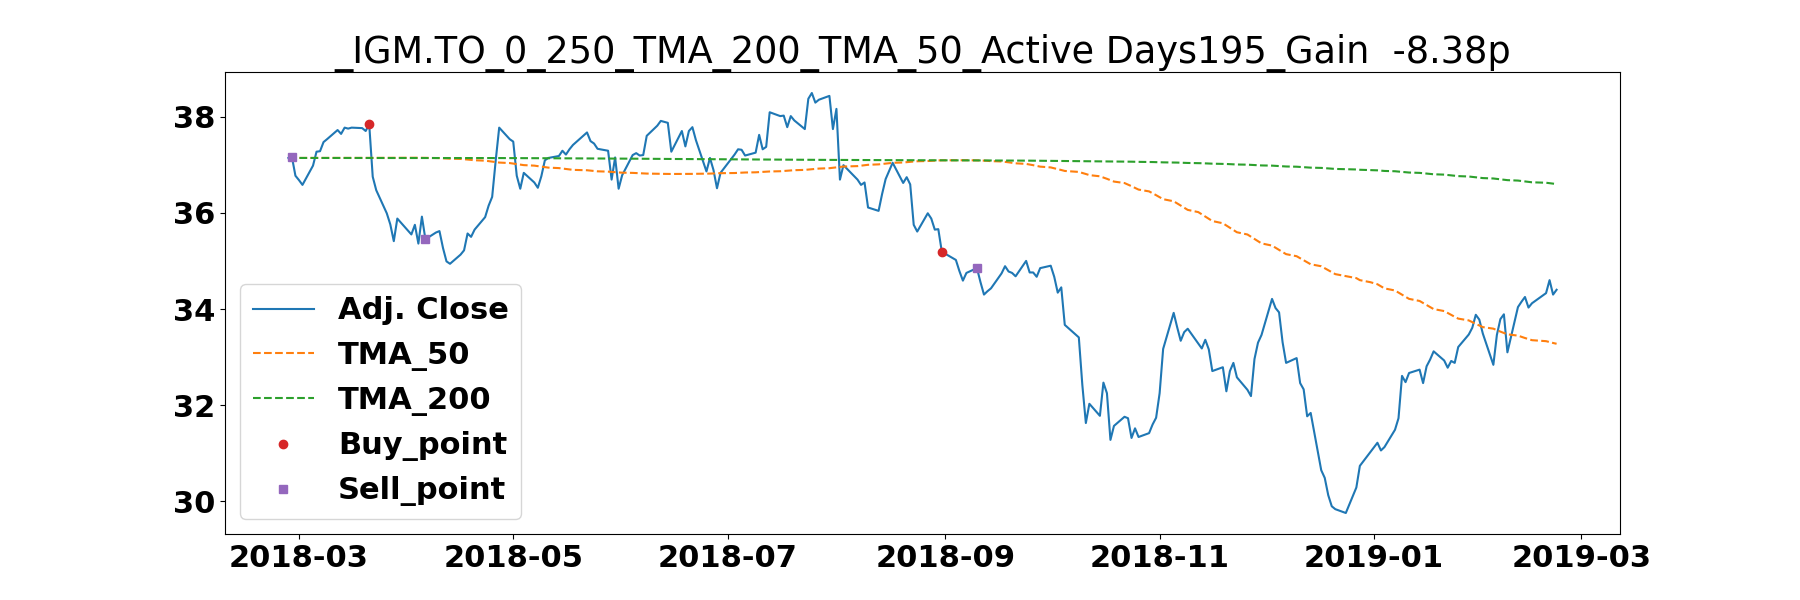 _IGM.TO_0_250_TMA_200_TMA_50_Active Days195_Gain  -8.38p
38
36
34
32
30
Adj. Close
TMA_50
TMA_200
Buy_point
Sell_point
2018-03 2018-05 2018-07 2018-09 2018-11 2019-01 2019-03